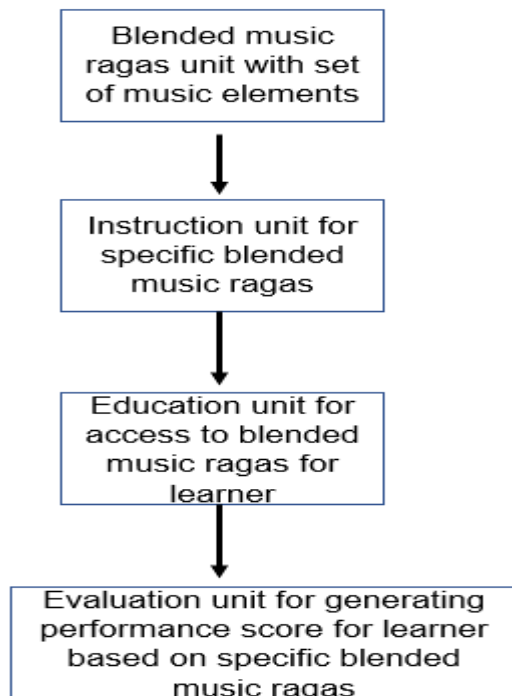 Blended music
ragas unit with set
of music elements
Instruction unit for
specific blended
music ragas
Education unit for
access to blended
music ragas for
learner
Evaluation unit for generating
performance score for learner
based on specific blended
music ragas